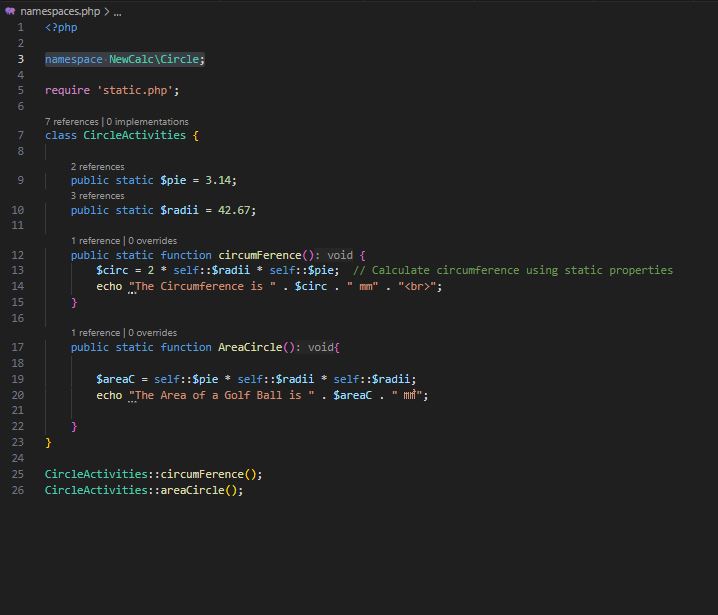 namespaces.php > ...
1 <?php
2
3 namespace NewCalc\Circle;
4
5 require 'static.php';
6
7 references | 0 implementations
7 class CircleActivities {
8
2 references
9 public static $pie = 3.14;
3 references
10 public static $radii = 42.67;
11
1 reference | 0 overrides
12 public static function circumFerence(): void {
13 $circ = 2 * self::$radii * self::$pie;  // Calculate circumference using static properties
14 echo "The Circumference is " . $circ . " mm" . "<br>";
15 }
16
1 reference | 0 overrides
17 public static function AreaCircle(): void{
18
19 $areaC = self::$pie * self::$radii * self::$radii;
20 echo "The Area of a Golf Ball is " . $areaC . " ㎟";
21
22 }
23 }
24
25 CircleActivities::circumFerence();
26 CircleActivities::areaCircle();